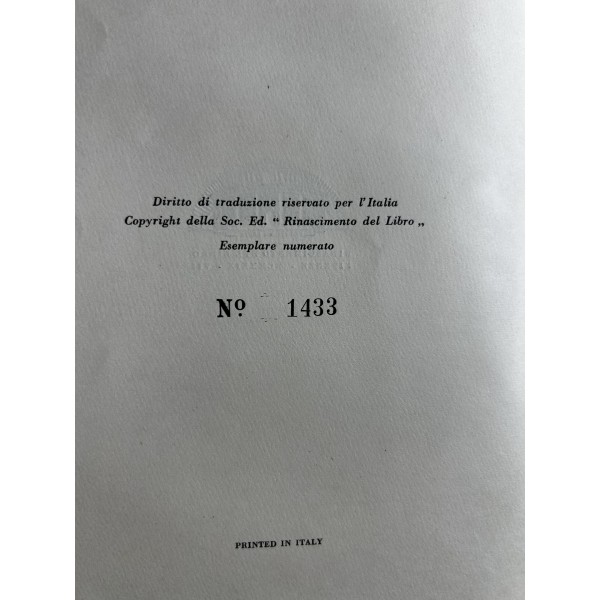 Diritto di traduzione riservato per l'Italia
Copyright della Soc. Ed. “ Rinascimento del Libro „
Esemplare numerato
Nº 1433
PRINTED IN ITALY